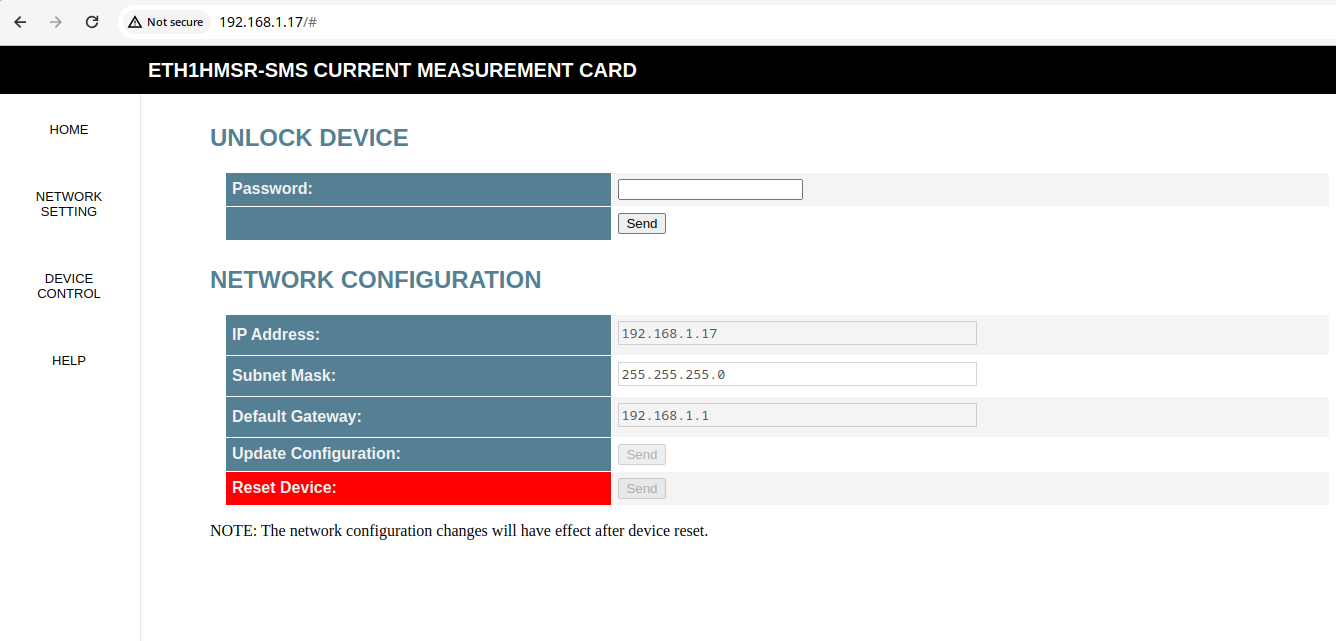 Not secure 192.168.1.17/#
ETH1HMSR-SMS CURRENT MEASUREMENT CARD
HOME
NETWORK
SETTING
DEVICE
CONTROL
HELP
UNLOCK DEVICE
Password:
Send
NETWORK CONFIGURATION
IP Address: 192.168.1.17
Subnet Mask: 255.255.255.0
Default Gateway: 192.168.1.1
Update Configuration: Send
Reset Device: Send
NOTE: The network configuration changes will have effect after device reset.